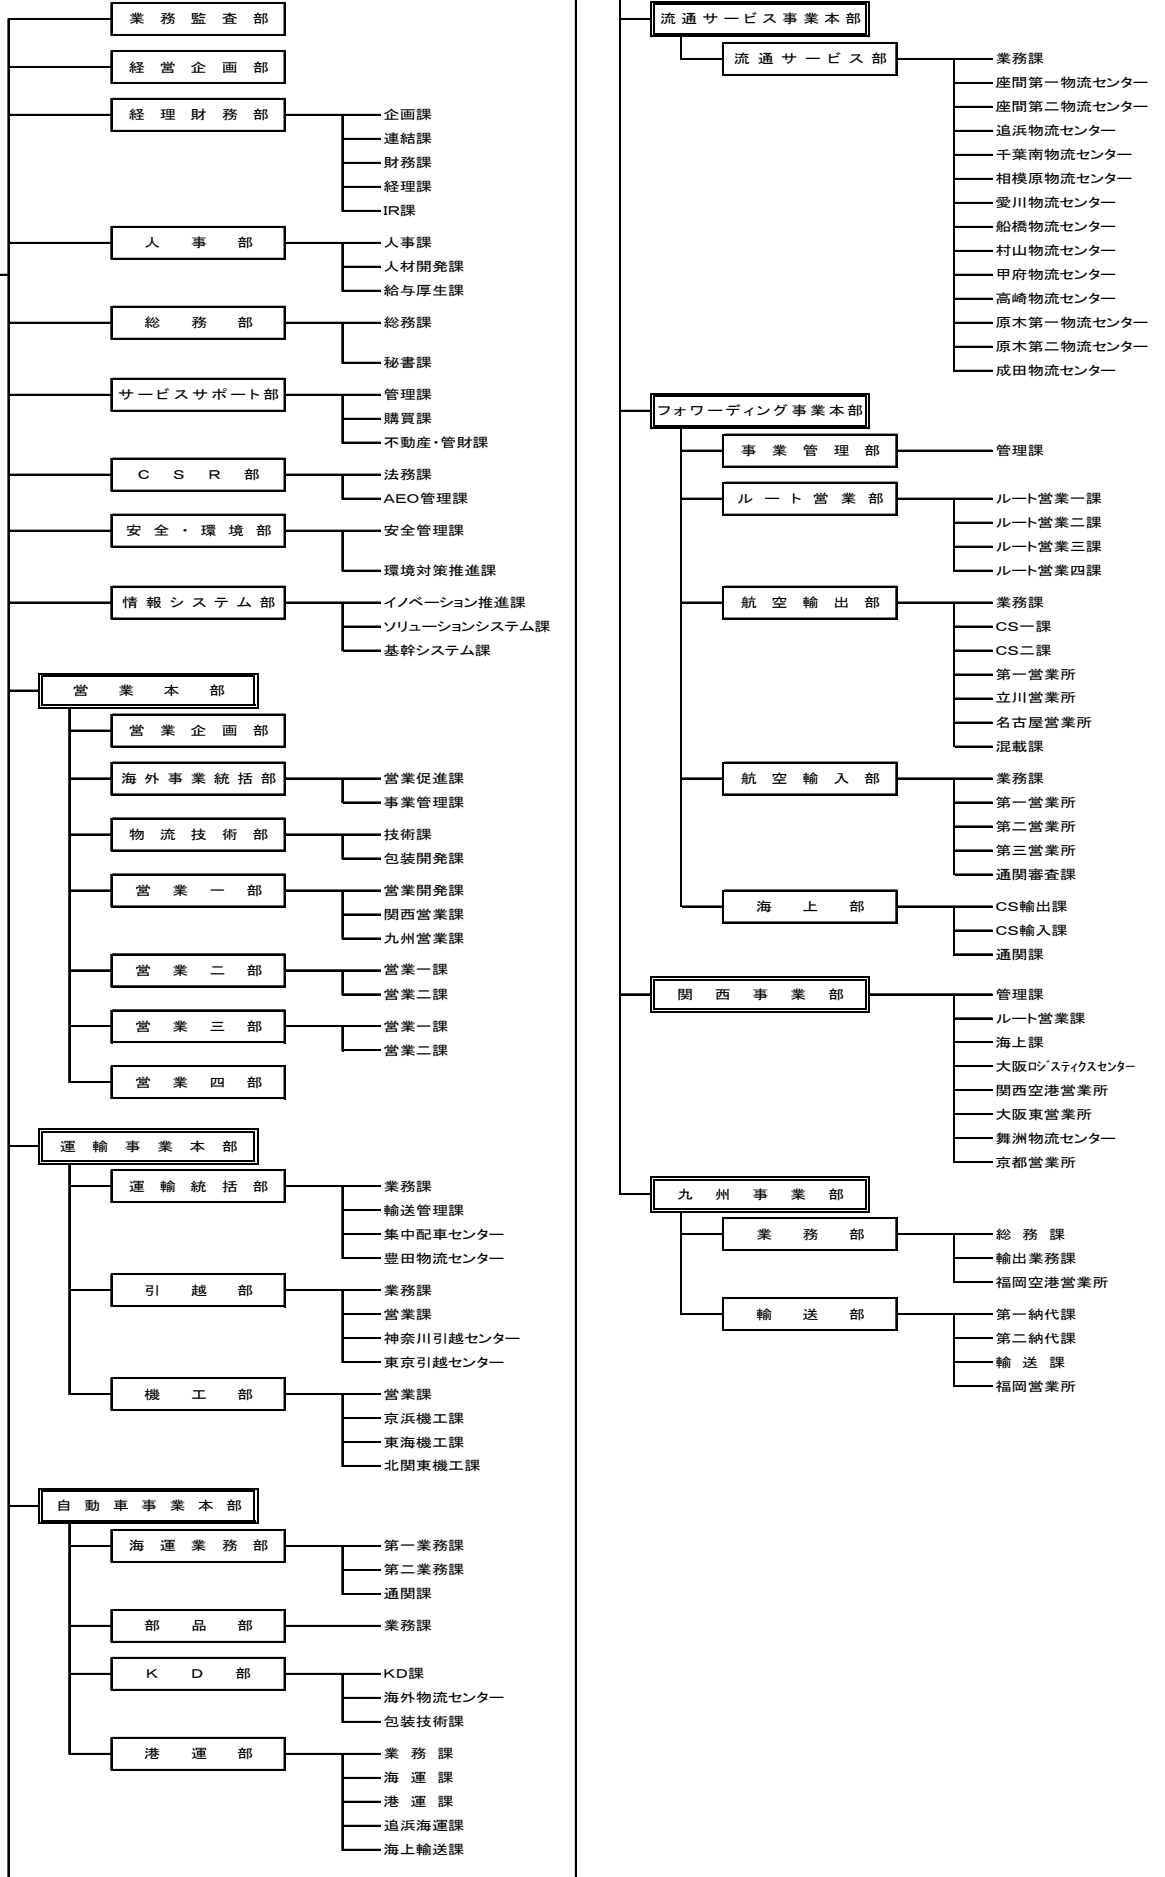 業務監査部
経営企画部
経理財務部
企画課
連結課
財務課
経理課
IR課
人事部
人事課
人材開発課
給与厚生課
総務部
総務課
秘書課
サービスサポート部
管理課
購買課
不動産・管財課
CSR部
法務課
AEO管理課
安全・環境部
安全管理課
環境対策推進課
情報システム部
イノベーション推進課
ソリューションシステム課
基幹システム課
営業本部
営業企画部
海外事業統括部
営業促進課
事業管理課
物流技術部
技術課
包装開発課
営業一部
営業開発課
関西営業課
九州営業課
営業二部
営業一課
営業二課
営業三部
営業一課
営業二課
営業四部
運輸事業本部
運輸統括部
業務課
輸送管理課
集中配車センター
豊田物流センター
引越部
業務課
営業課
神奈川引越センター
東京引越センター
機工部
営業課
京浜機工課
東海機工課
北関東機工課
自動車事業本部
海運業務部
第一業務課
第二業務課
通関課
部品部
業務課
KD部
KD課
海外物流センター
包装技術課
港運部
業務課
海運課
港運課
追浜海運課
海上輸送課
流通サービス事業本部
流通サービス部
業務課
座間第一物流センター
座間第二物流センター
追浜物流センター
千葉南物流センター
相模原物流センター
愛川物流センター
船橋物流センター
村山物流センター
甲府物流センター
高崎物流センター
原木第一物流センター
原木第二物流センター
成田物流センター
フォワーディング事業本部
事業管理部
管理課
ルート営業部
ルート営業一課
ルート営業二課
ルート営業三課
ルート営業四課
航空輸出部
業務課
CS一課
CS二課
第一営業所
立川営業所
名古屋営業所
混載課
航空輸入部
業務課
第一営業所
第二営業所
第三営業所
通関審査課
海上部
CS輸出課
CS輸入課
通関課
関西事業部
管理課
ルート営業課
海上課
大阪ロジスティクスセンター
関西空港営業所
大阪東営業所
舞洲物流センター
京都営業所
九州事業部
業務部
総務課
輸出業務課
福岡空港営業所
輸送部
第一納代課
第二納代課
輸送課
福岡営業所